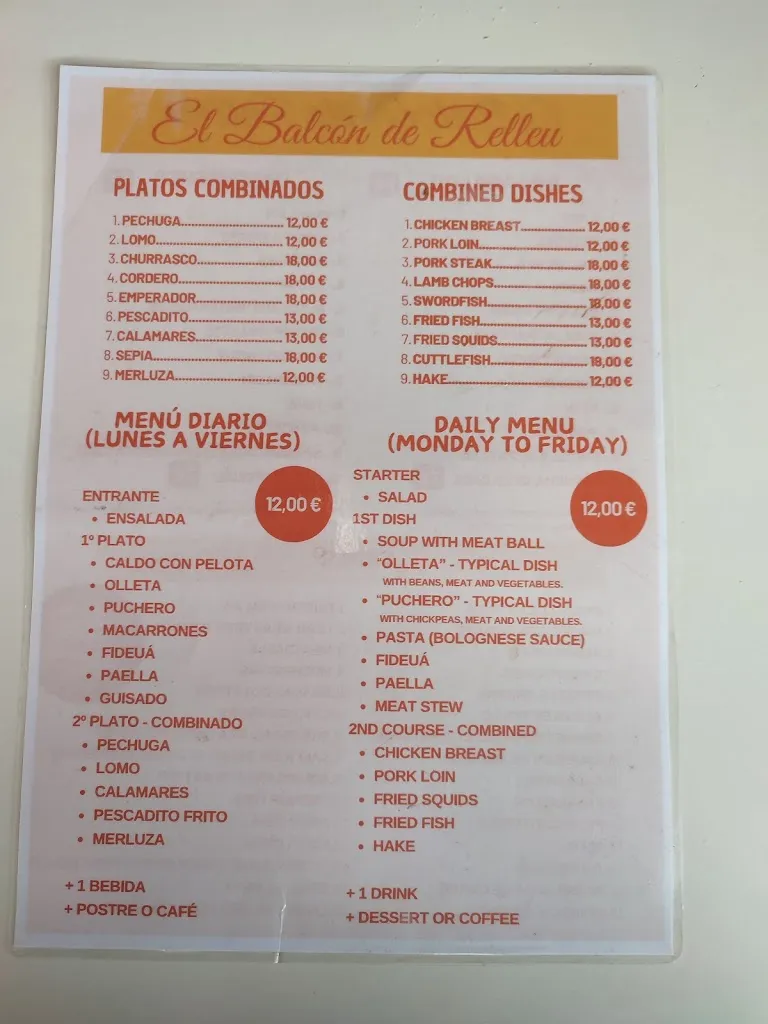 El Balcón de Relleu
PLATOS COMBINADOS
1. PECHUGA............................ 12,00 €
2. LOMO................................... 12,00 €
3. CHURRASCO....................... 18,00 €
4. CORDERO............................ 18,00 €
5. EMPERADOR....................... 18,00 €
6. PESCADITO.......................... 13,00 €
7. CALAMARES........................ 13,00 €
8. SEPIA.................................... 18,00 €
9. MERLUZA............................. 12,00 €
COMBINED DISHES
1. CHICKEN BREAST................. 12,00 €
2. PORK LOIN............................ 12,00 €
3. PORK STEAK......................... 18,00 €
4. LAMB CHOPS........................ 18,00 €
5. SWORDFISH.......................... 18,00 €
6. FRIED FISH............................ 13,00 €
7. FRIED SQUIDS....................... 13,00 €
8. CUTTLEFISH.......................... 18,00 €
9. HAKE...................................... 12,00 €
MENÚ DIARIO
(LUNES A VIERNES)
12,00 €
ENTRANTE
• ENSALADA
1º PLATO
• CALDO CON PELOTA
• OLLETA
• PUCHERO
• MACARRONES
• FIDEUÁ
• PAELLA
• GUISADO
2º PLATO - COMBINADO
• PECHUGA
• LOMO
• CALAMARES
• PESCADITO FRITO
• MERLUZA
+ 1 BEBIDA
+ POSTRE O CAFÉ
DAILY MENU
(MONDAY TO FRIDAY)
12,00 €
STARTER
• SALAD
1ST DISH
• SOUP WITH MEAT BALL
• "OLLETA" - TYPICAL DISH
WITH BEANS, MEAT AND VEGETABLES.
• "PUCHERO" - TYPICAL DISH
WITH CHICKPEAS, MEAT AND VEGETABLES.
• PASTA (BOLOGNESE SAUCE)
• FIDEUÁ
• PAELLA
• MEAT STEW
2ND COURSE - COMBINED
• CHICKEN BREAST
• PORK LOIN
• FRIED SQUIDS
• FRIED FISH
• HAKE
+ 1 DRINK
+ DESSERT OR COFFEE